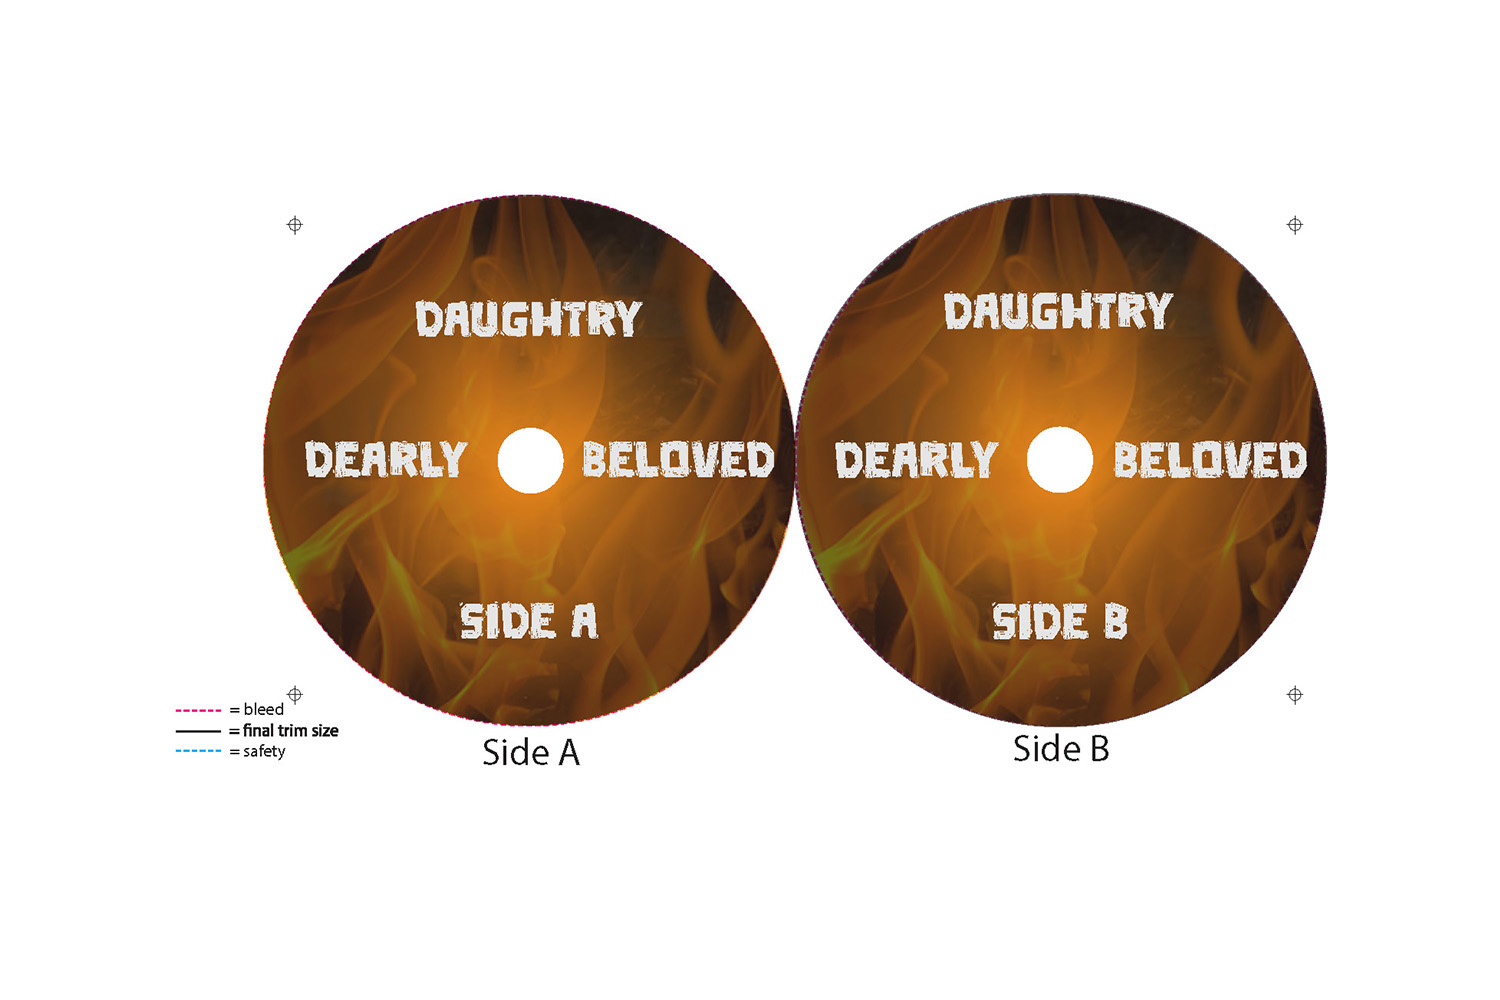 DAUGHTRY
DEARLY BELOVED
SIDE A
Side A
DAUGHTRY
DEARLY BELOVED
SIDE B
Side B
= bleed
= final trim size
= safety